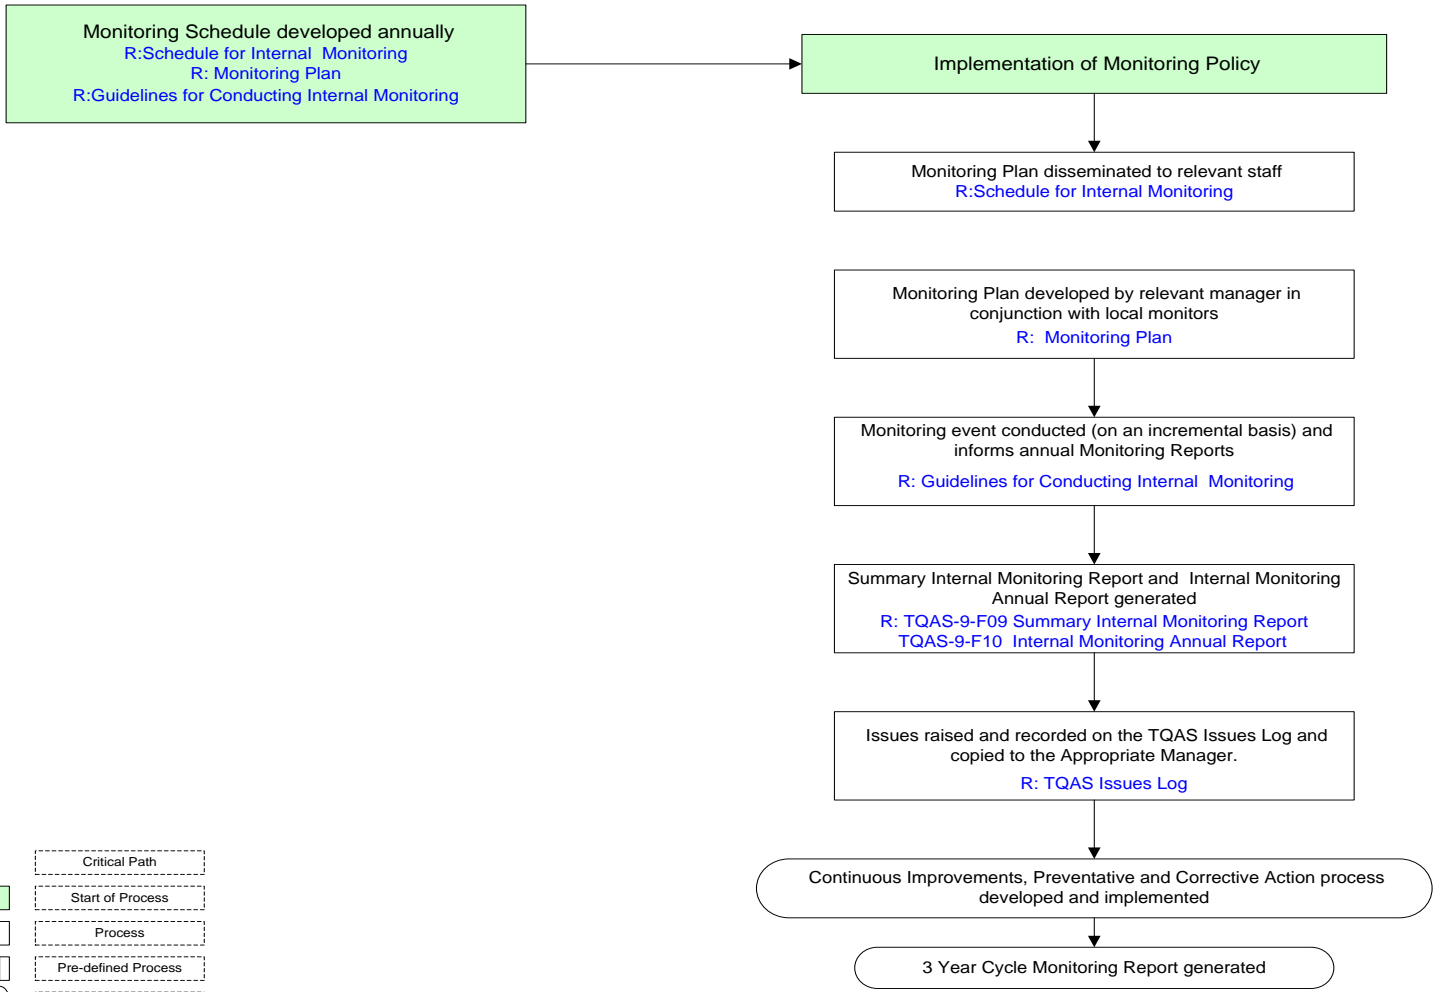 Monitoring Schedule developed annually
R:Schedule for Internal Monitoring
R: Monitoring Plan
R:Guidelines for Conducting Internal Monitoring
Implementation of Monitoring Policy
Monitoring Plan disseminated to relevant staff
R:Schedule for Internal Monitoring
Monitoring Plan developed by relevant manager in
conjunction with local monitors
R: Monitoring Plan
Monitoring event conducted (on an incremental basis) and
informs annual Monitoring Reports
R: Guidelines for Conducting Internal Monitoring
Summary Internal Monitoring Report and Internal Monitoring
Annual Report generated
R: TQAS-9-F09 Summary Internal Monitoring Report
TQAS-9-F10 Internal Monitoring Annual Report
Issues raised and recorded on the TQAS Issues Log and
copied to the Appropriate Manager.
R: TQAS Issues Log
Continuous Improvements, Preventative and Corrective Action process
developed and implemented
3 Year Cycle Monitoring Report generated
Critical Path
Start of Process
Process
Pre-defined Process